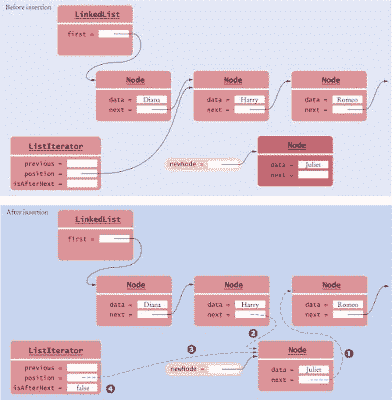 Before insertion
LinkedList
first =
Node
data = Diana
next =
Node
data = Harry
next =
Node
data = Romeo
next =
ListIterator
previous =
position =
isAfterNext =
newNode =
Node
data = Juliet
next =
After insertion
LinkedList
first =
Node
data = Diana
next =
Node
data = Harry
next =
Node
data = Romeo
next =
2
1
3
ListIterator
previous =
position =
isAfterNext = false
4
newNode =
Node
data = Juliet
next =